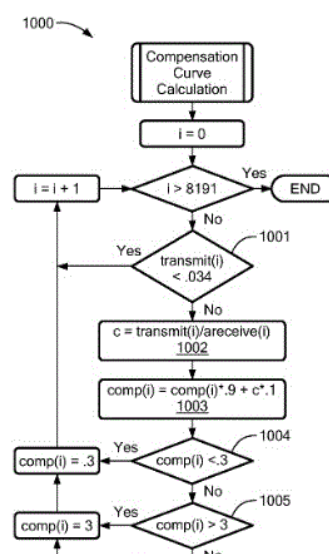 1000
Compensation
Curve
Calculation
i = 0
i = i + 1
i > 8191
Yes
END
No
1001
Yes
transmit(i)
< .034
No
c = transmit(i)/areceive(i)
1002
comp(i) = comp(i)*.9 + c*.1
1003
1004
comp(i) = .3
Yes
comp(i) <.3
No
1005
comp(i) = 3
Yes
comp(i) > 3
No